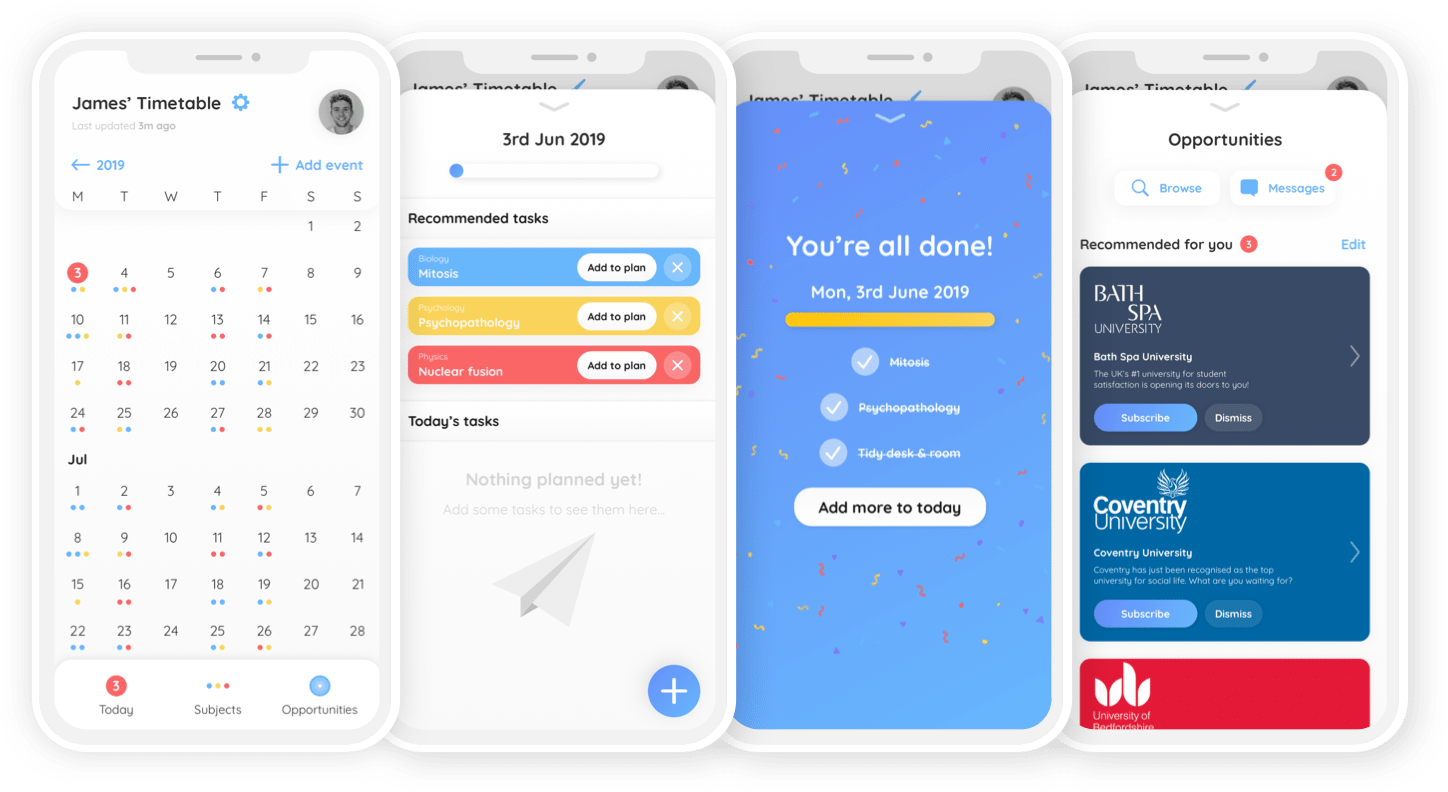 James’ Timetable
Last updated 3m ago
2019
Add event
M T W T F S S
1 2
3 4 5 6 7 8 9
10 11 12 13 14 15 16
17 18 19 20 21 22 23
24 25 26 27 28 29 30
Jul
1 2 3 4 5 6 7
8 9 10 11 12 13 14
15 16 17 18 19 20 21
22 23 24 25 26 27 28
3
Today
Subjects
Opportunities
James’ Timetable
3rd Jun 2019
Recommended tasks
Biology
Mitosis
Add to plan
Psychology
Psychopathology
Add to plan
Physics
Nuclear fusion
Add to plan
Today’s tasks
Nothing planned yet!
Add some tasks to see them here...
James’ Timetable
You’re all done!
Mon, 3rd June 2019
Mitosis
Psychopathology
Tidy desk & room
Add more to today
James’ Timetable
Opportunities
Browse
Messages
2
Recommended for you 3
Edit
BATH
SPA
UNIVERSITY
Bath Spa University
The UK’s #1 university for student
satisfaction is opening its doors to you!
Subscribe
Dismiss
Coventry
University
Coventry University
Coventry has just been recognised as the top
university for social life. What are you waiting for?
Subscribe
Dismiss
University of
Bedfordshire